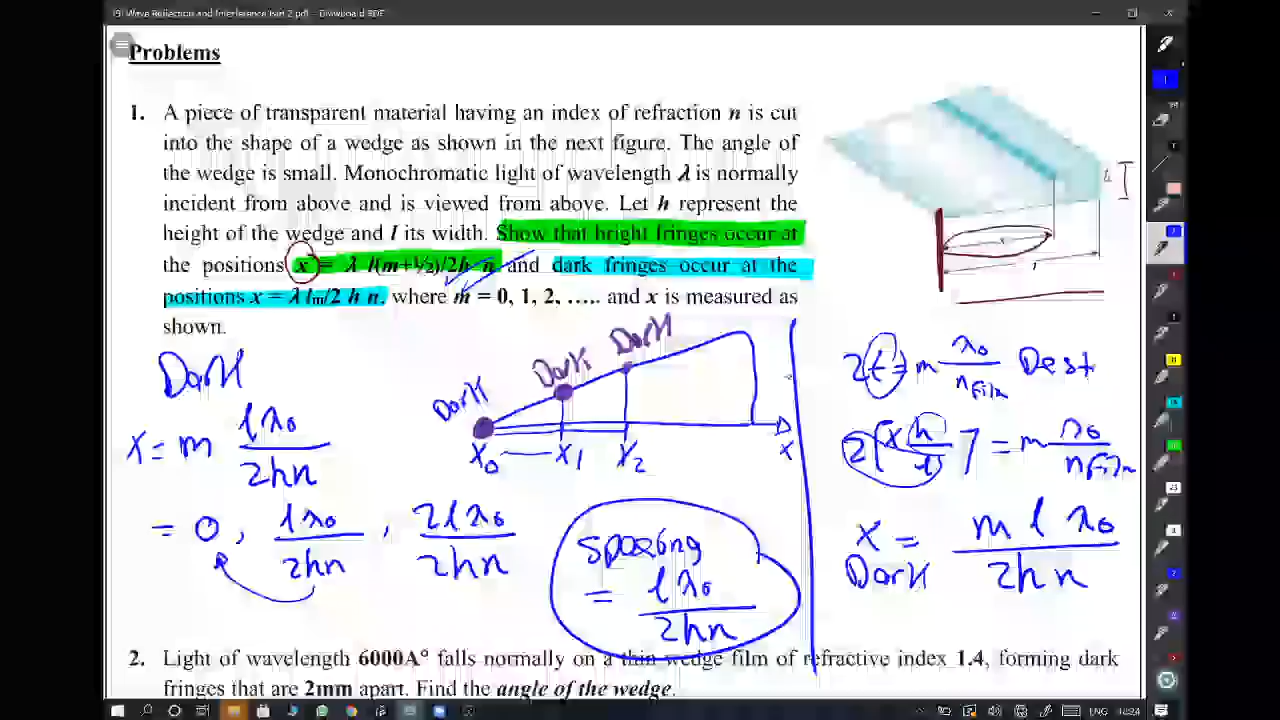 (9) Wave Reflection and Interference Part 2.pdf - Drawboard PDF
Problems
1. A piece of transparent material having an index of refraction n is cut
into the shape of a wedge as shown in the next figure. The angle of
the wedge is small. Monochromatic light of wavelength λ is normally
incident from above and is viewed from above. Let h represent the
height of the wedge and l its width. Show that bright fringes occur at
the positions x = λ l(m+½)/2h n and dark fringes occur at the
positions x = λ lm/2 h n, where m = 0, 1, 2, ….. and x is measured as
shown.
h
x
l
Dark
x = m lλ₀/2hn
= 0, lλ₀/2hn, 2lλ₀/2hn
Dark Dark Dark
X₀ X₁ X₂ X
Spacing
= lλ₀/2hn
2t = m λ₀/nFilm Dest
2[x h/l] = m λ₀/nFilm
x Dark = m l λ₀/2hn
2. Light of wavelength 6000A° falls normally on a thin wedge film of refractive index 1.4, forming dark
fringes that are 2mm apart. Find the angle of the wedge.
ENG